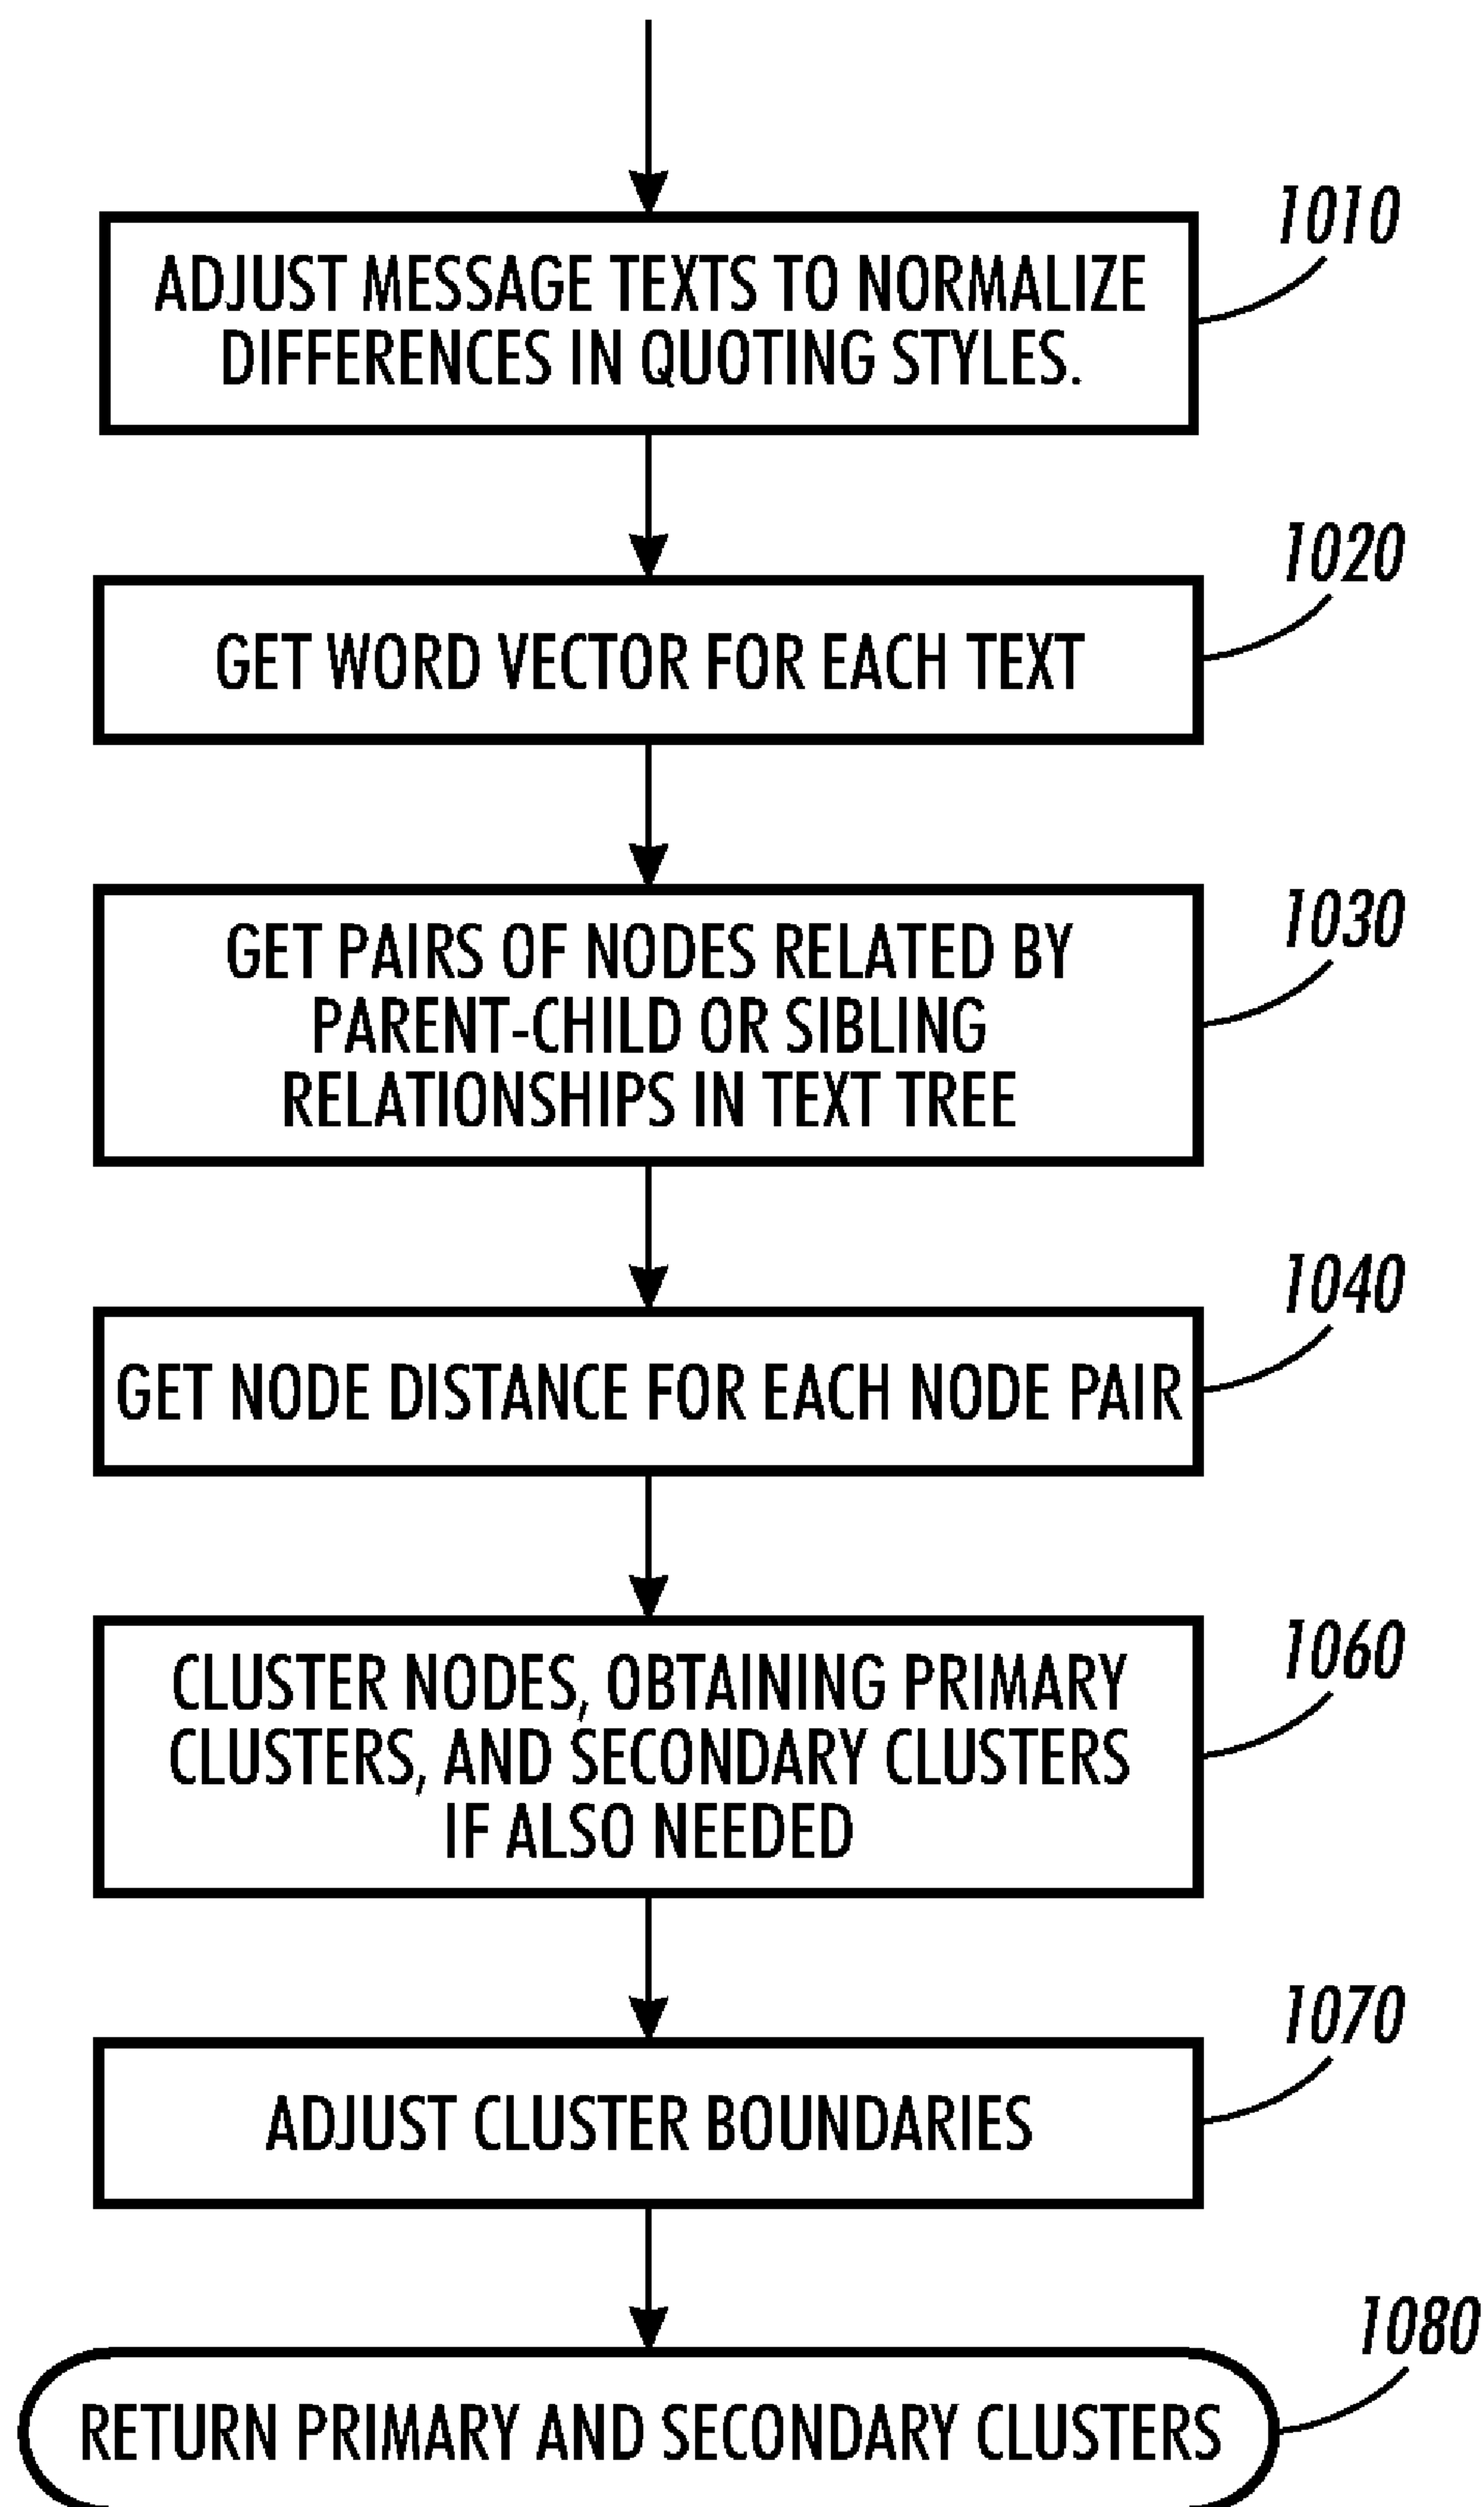 1010
ADJUST MESSAGE TEXTS TO NORMALIZE
DIFFERENCES IN QUOTING STYLES.
1020
GET WORD VECTOR FOR EACH TEXT
1030
GET PAIRS OF NODES RELATED BY
PARENT-CHILD OR SIBLING
RELATIONSHIPS IN TEXT TREE
1040
GET NODE DISTANCE FOR EACH NODE PAIR
1060
CLUSTER NODES, OBTAINING PRIMARY
CLUSTERS, AND SECONDARY CLUSTERS
IF ALSO NEEDED
1070
ADJUST CLUSTER BOUNDARIES
1080
RETURN PRIMARY AND SECONDARY CLUSTERS